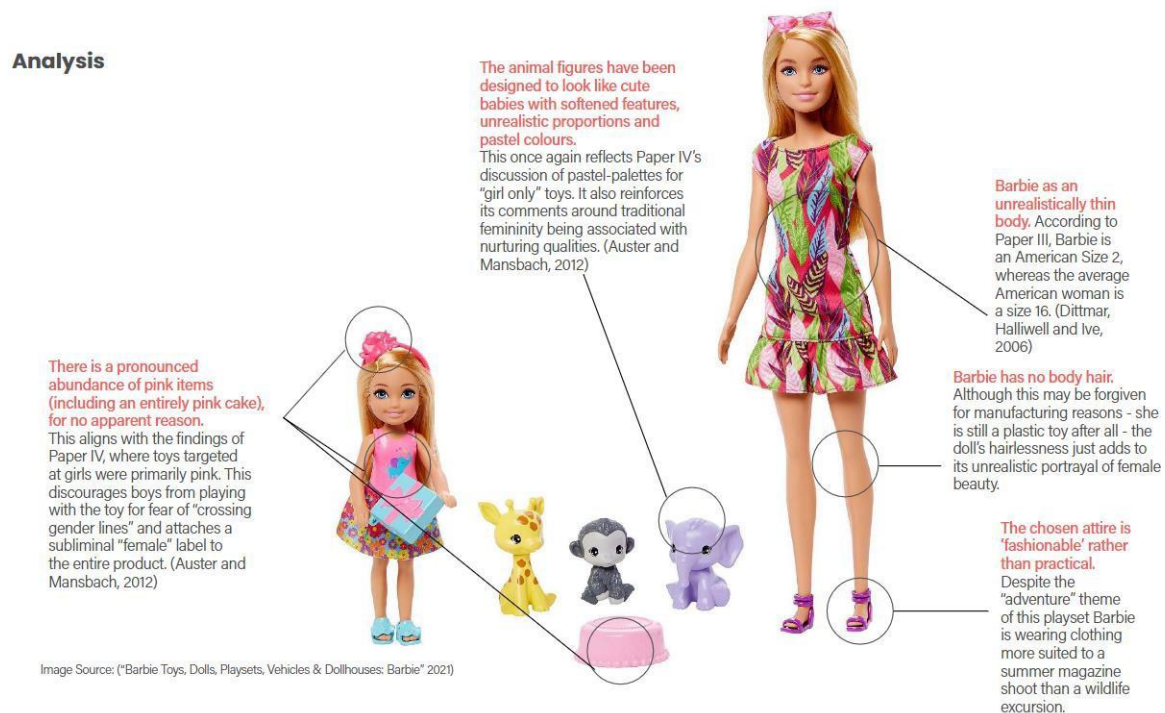 Analysis
The animal figures have been
designed to look like cute
babies with softened features,
unrealistic proportions and
pastel colours.
This once again reflects Paper IV's
discussion of pastel-palettes for
"girl only" toys. It also reinforces
its comments around traditional
femininity being associated with
nurturing qualities. (Auster and
Mansbach, 2012)
Barbie as an
unrealistically thin
body. According to
Paper III, Barbie is
an American Size 2,
whereas the average
American woman is
a size 16. (Dittmar,
Halliwell and Ive,
2006)
There is a pronounced
abundance of pink items
(including an entirely pink cake),
for no apparent reason.
This aligns with the findings of
Paper IV, where toys targeted
at girls were primarily pink. This
discourages boys from playing
with the toy for fear of "crossing
gender lines" and attaches a
subliminal "female" label to
the entire product. (Auster and
Mansbach, 2012)
Barbie has no body hair.
Although this may be forgiven
for manufacturing reasons - she
is still a plastic toy after all - the
doll's hairlessness just adds to
its unrealistic portrayal of female
beauty.
The chosen attire is
'fashionable' rather
than practical.
Despite the
"adventure" theme
of this playset Barbie
is wearing clothing
more suited to a
summer magazine
shoot than a wildlife
excursion.
Image Source: ("Barbie Toys, Dolls, Playsets, Vehicles & Dollhouses: Barbie" 2021)